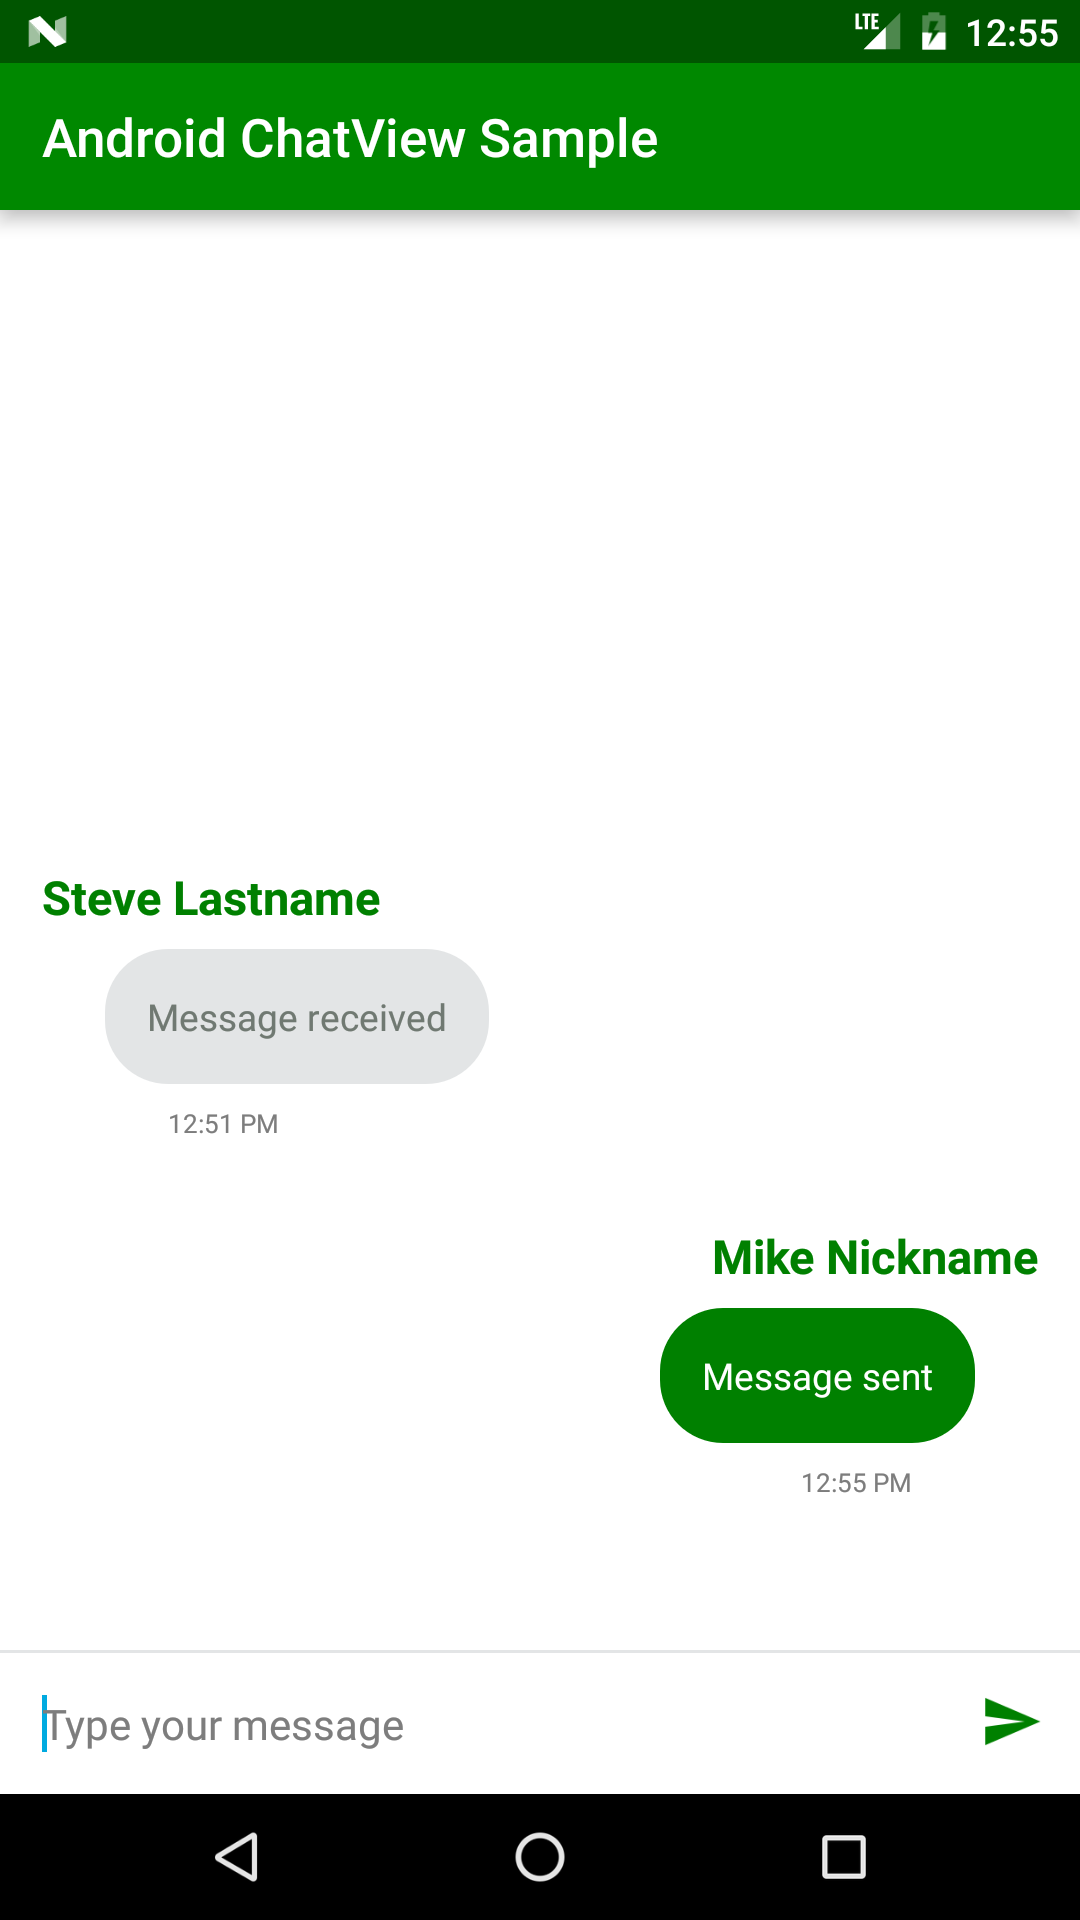 LTE 12:55
Android ChatView Sample
Steve Lastname
Message received
12:51 PM
Mike Nickname
Message sent
12:55 PM
Type your message